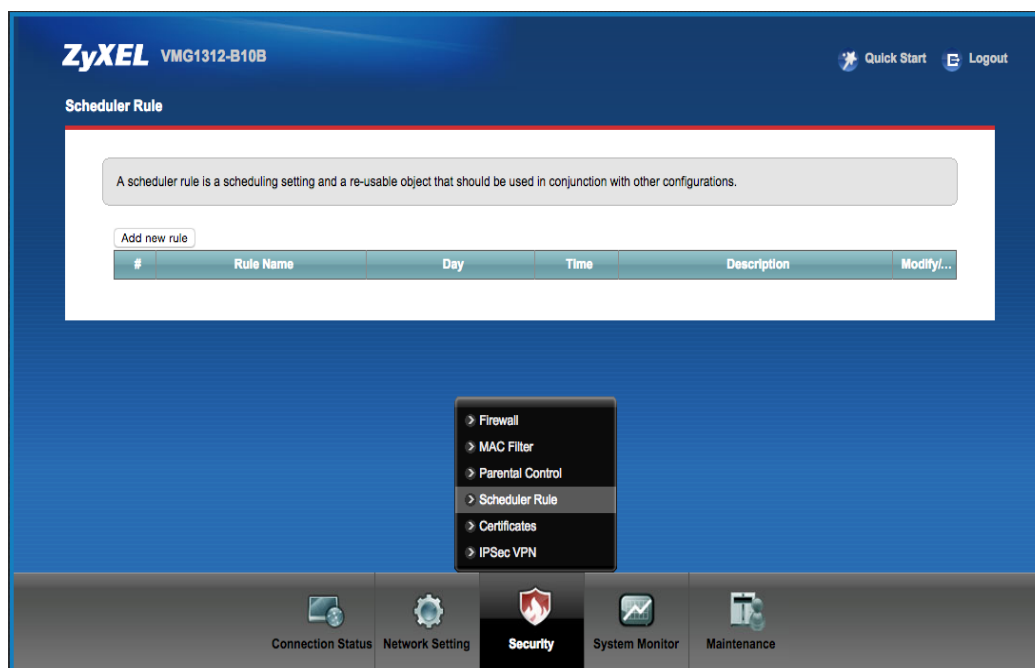 ZyXEL VMG1312-B10B
Quick Start
Logout
Scheduler Rule
A scheduler rule is a scheduling setting and a re-usable object that should be used in conjunction with other configurations.
Add new rule
# Rule Name Day Time Description Modify/...
Firewall
MAC Filter
Parental Control
Scheduler Rule
Certificates
IPSec VPN
Connection Status Network Setting Security System Monitor Maintenance